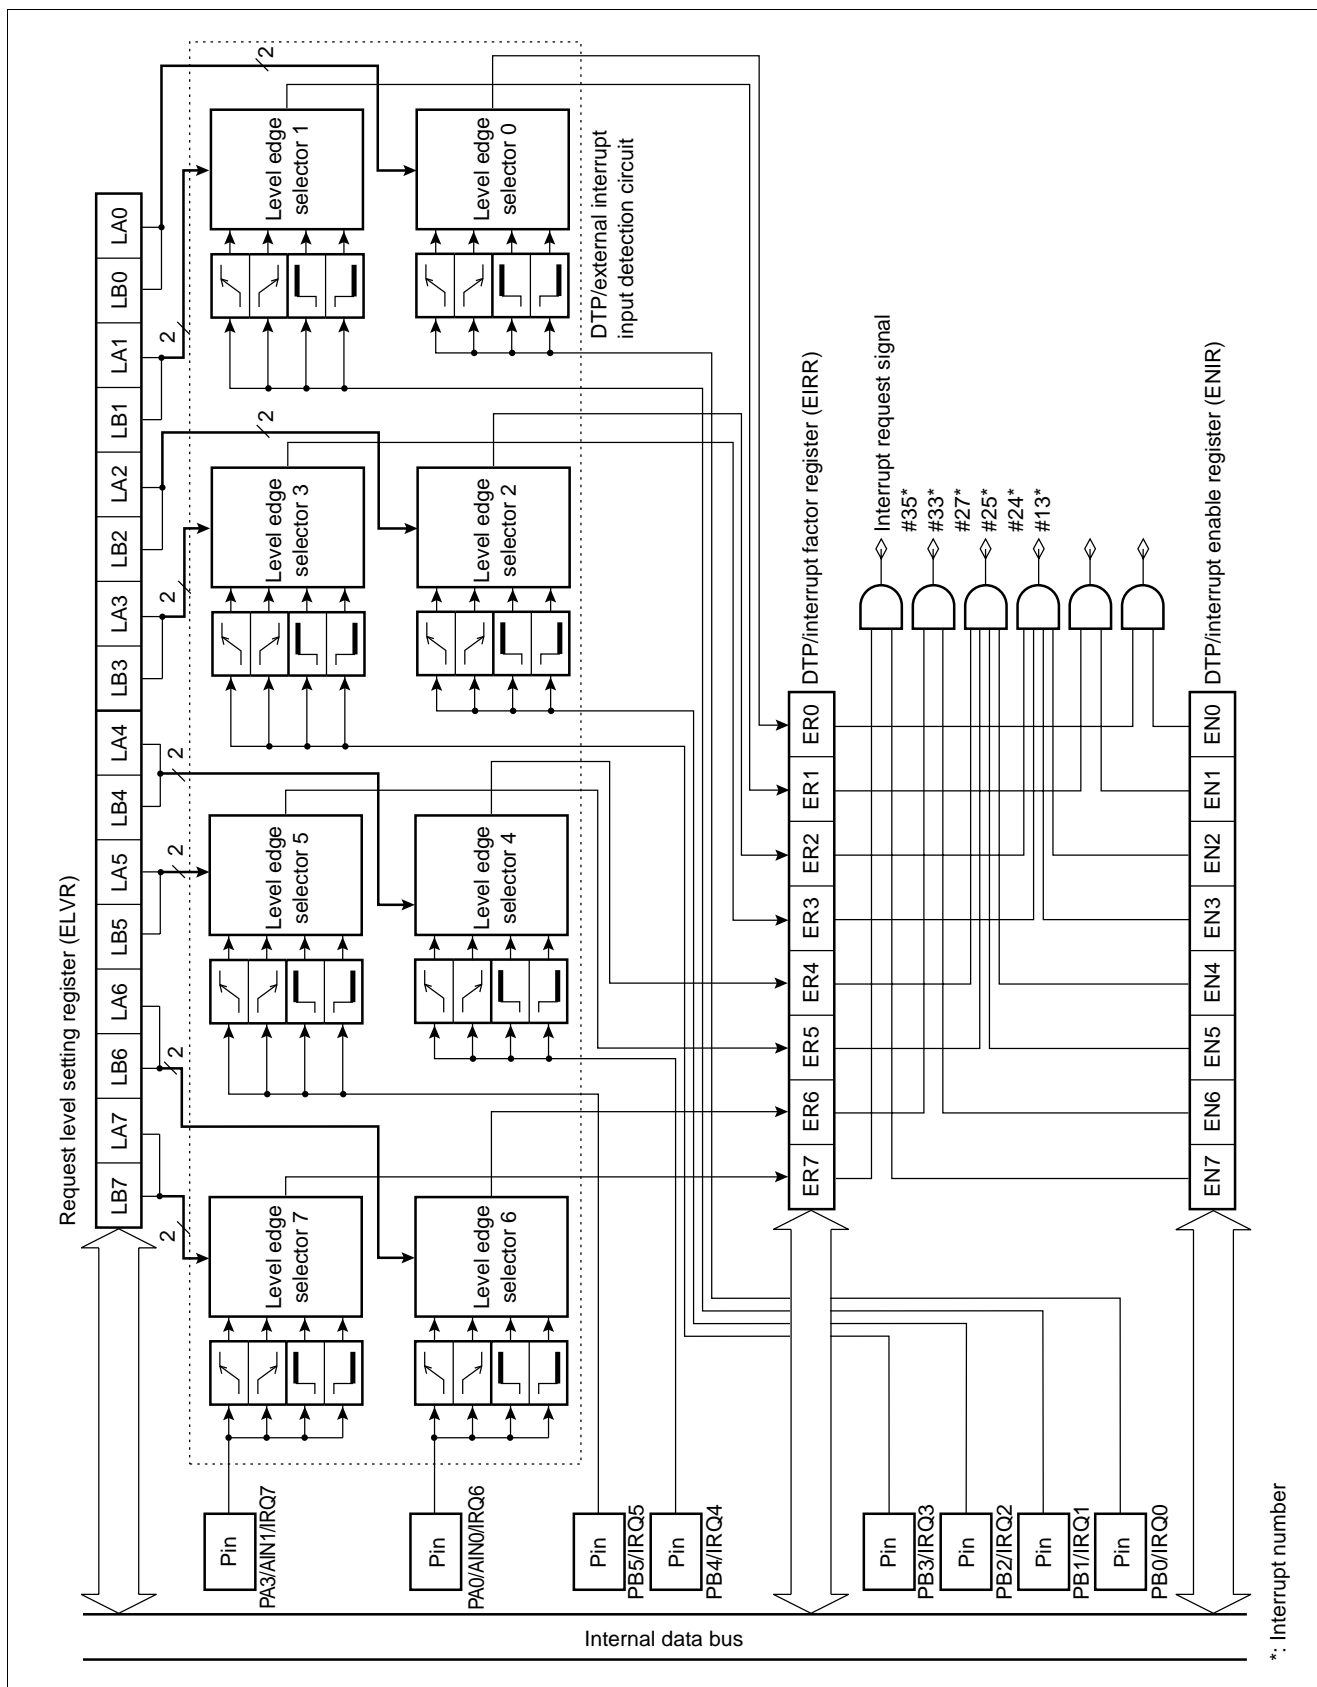 Request level setting register (ELVR)
LB7
LA7
LB6
LA6
LB5
LA5
LB4
LA4
LB3
LA3
LB2
LA2
LB1
LA1
LB0
LA0
2
2
2
2
2
2
2
2
Level edge
selector 7
Level edge
selector 5
Level edge
selector 3
Level edge
selector 1
Level edge
selector 6
Level edge
selector 4
Level edge
selector 2
Level edge
selector 0
DTP/external interrupt
input detection circuit
Pin
PA3/AIN1/IRQ7
Pin
PA0/AIN0/IRQ6
Pin
PB5/IRQ5
Pin
PB4/IRQ4
Pin
PB3/IRQ3
Pin
PB2/IRQ2
Pin
PB1/IRQ1
Pin
PB0/IRQ0
DTP/interrupt factor register (EIRR)
ER7
ER6
ER5
ER4
ER3
ER2
ER1
ER0
Interrupt request signal
#35*
#33*
#27*
#25*
#24*
#13*
DTP/interrupt enable register (ENIR)
EN7
EN6
EN5
EN4
EN3
EN2
EN1
EN0
Internal data bus
*: Interrupt number